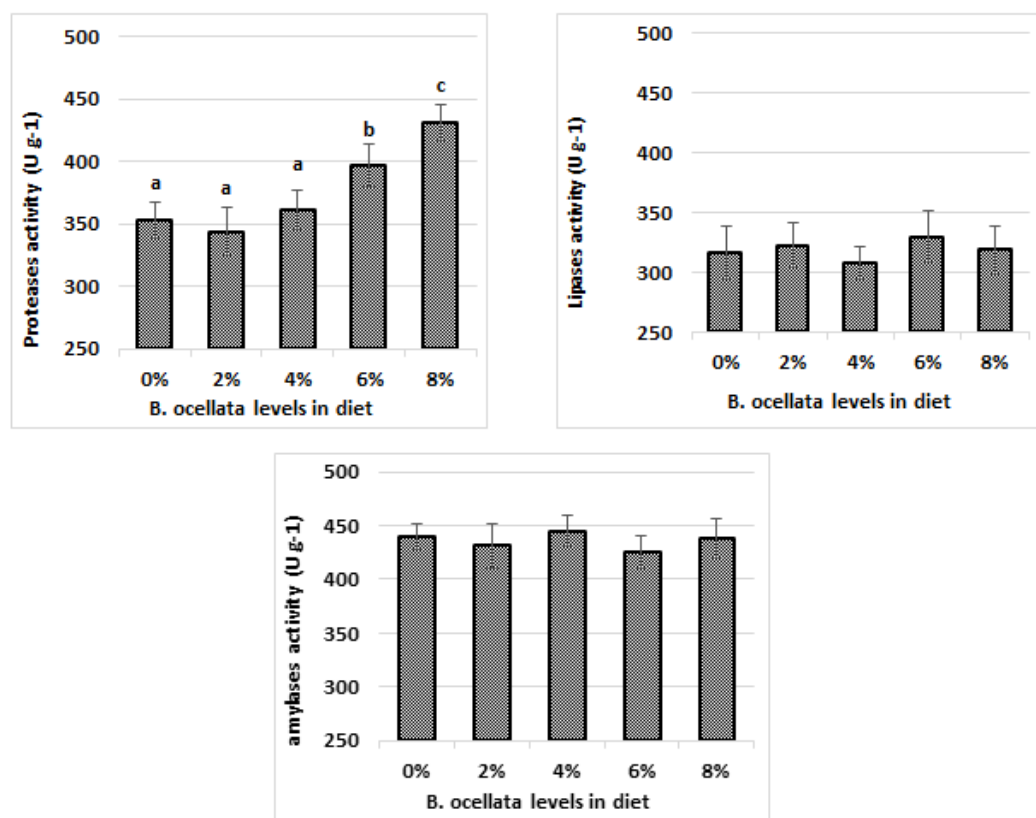 Proteases activity (U g-1)
500
450
400
350
300
250
a
a
a
b
c
0% 2% 4% 6% 8%
B. ocellata levels in diet
Lipases activity (U g-1)
500
450
400
350
300
250
0% 2% 4% 6% 8%
B. ocellata levels in diet
amylases activity (U g-1)
500
450
400
350
300
250
0% 2% 4% 6% 8%
B. ocellata levels in diet